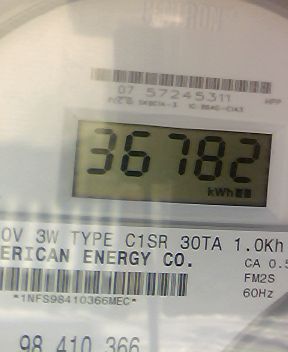 CENTRON
07 57245311
36782
kWh
0V 3W TYPE C1SR 30TA 1.0Kh
ERICAN ENERGY CO.
CA 0.5
FM2S
60Hz
*1NFS98410366MEC*
98 410 366